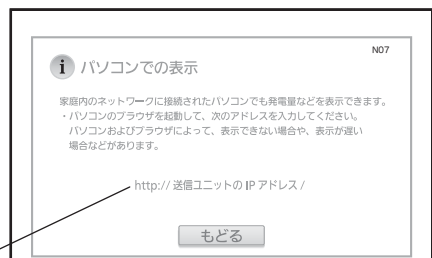 N07
i パソコンでの表示
家庭内のネットワークに接続されたパソコンでも発電量などを表示できます。
・パソコンのブラウザを起動して、次のアドレスを入力してください。
パソコンおよびブラウザによって、表示できない場合や、表示が遅い
場合などがあります。
http:// 送信ユニットの IP アドレス /
もどる